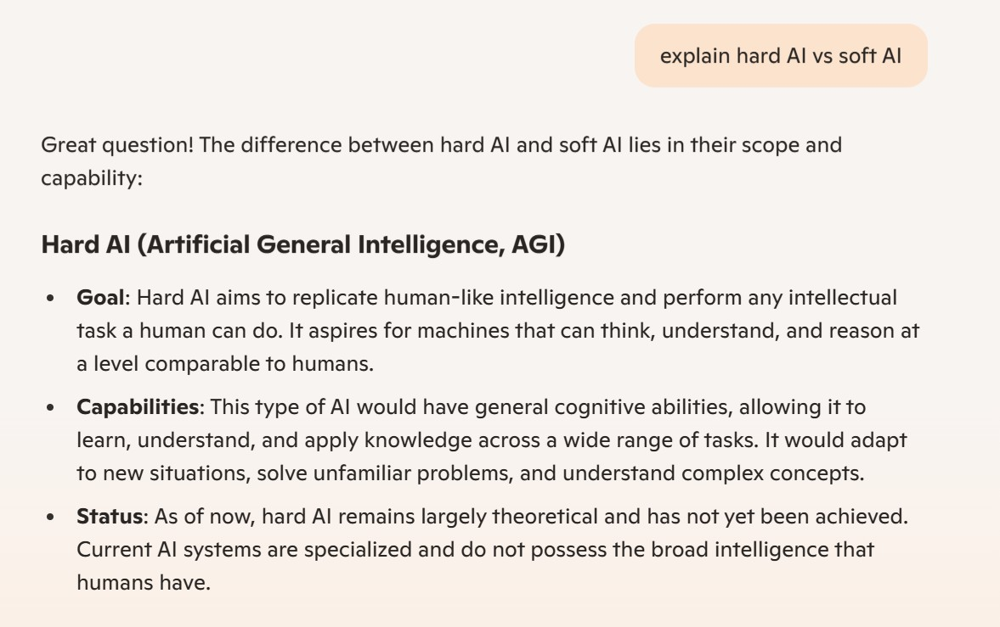 explain hard AI vs soft AI
Great question! The difference between hard AI and soft AI lies in their scope and
capability:
Hard AI (Artificial General Intelligence, AGI)
• Goal: Hard AI aims to replicate human-like intelligence and perform any intellectual
task a human can do. It aspires for machines that can think, understand, and reason at
a level comparable to humans.
• Capabilities: This type of AI would have general cognitive abilities, allowing it to
learn, understand, and apply knowledge across a wide range of tasks. It would adapt
to new situations, solve unfamiliar problems, and understand complex concepts.
• Status: As of now, hard AI remains largely theoretical and has not yet been achieved.
Current AI systems are specialized and do not possess the broad intelligence that
humans have.